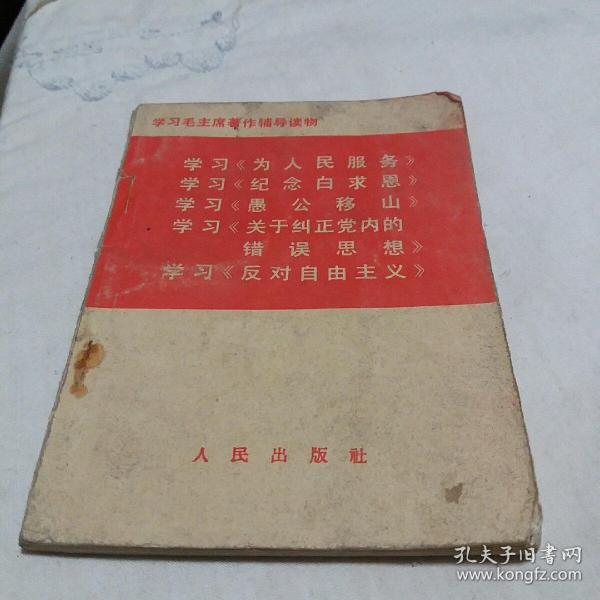 学习毛主席著作辅导读物
学习《为人民服务》
学习《纪念白求恩》
学习《愚公移山》
学习《关于纠正党内的
错误思想》
学习《反对自由主义》
人民出版社
孔夫子旧书网
www.kongfz.com